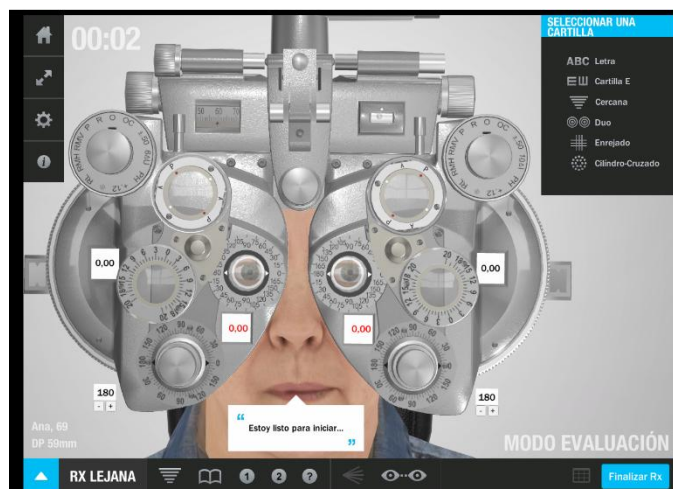 00:02
SELECCIONAR UNA
CARTILLA
ABC Letra
Cartilla E
Cercana
Duo
Enrejado
Cilindro-Cruzado
0,00
0,00
0,00
0,00
180
- +
180
- +
“ Estoy listo para iniciar... ”
Ana, 69
DP 59mm
MODO EVALUACIÓN
RX LEJANA
1 2 ?
Finalizar Rx